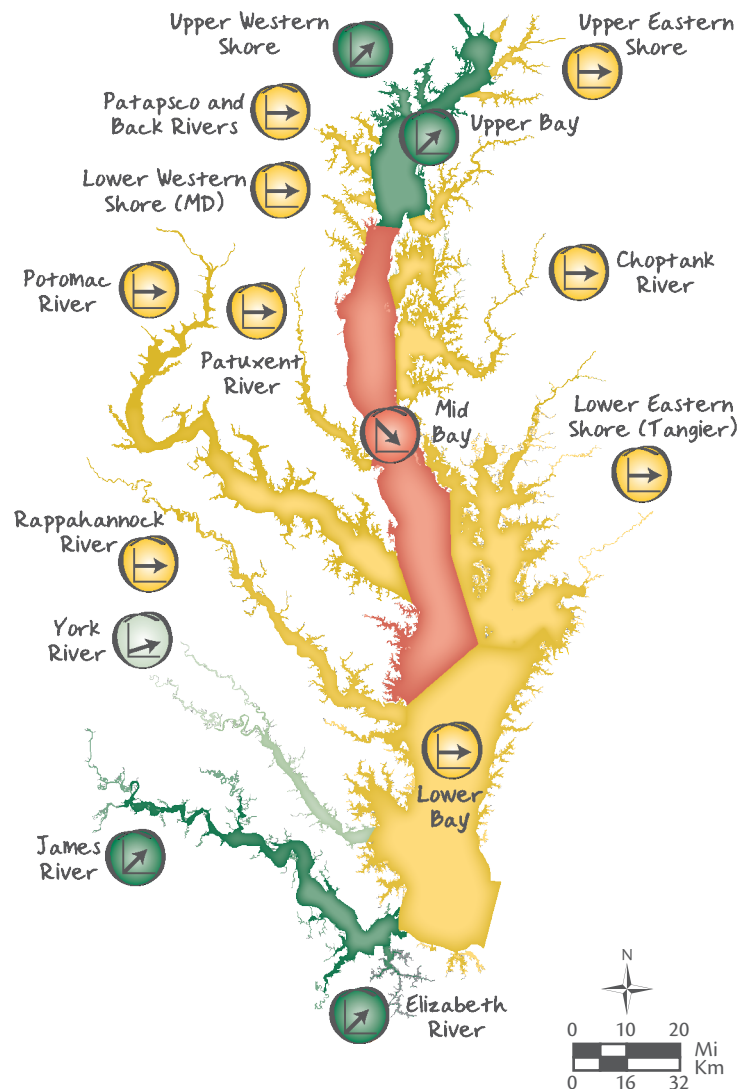 Upper Western
Shore
Upper Eastern
Shore
Patapsco and
Back Rivers
Upper Bay
Lower Western
Shore (MD)
Potomac
River
Choptank
River
Patuxent
River
Mid
Bay
Lower Eastern
Shore (Tangier)
Rappahannock
River
York
River
Lower
Bay
James
River
Elizabeth
River
N
0 10 20
Mi
Km
0 16 32